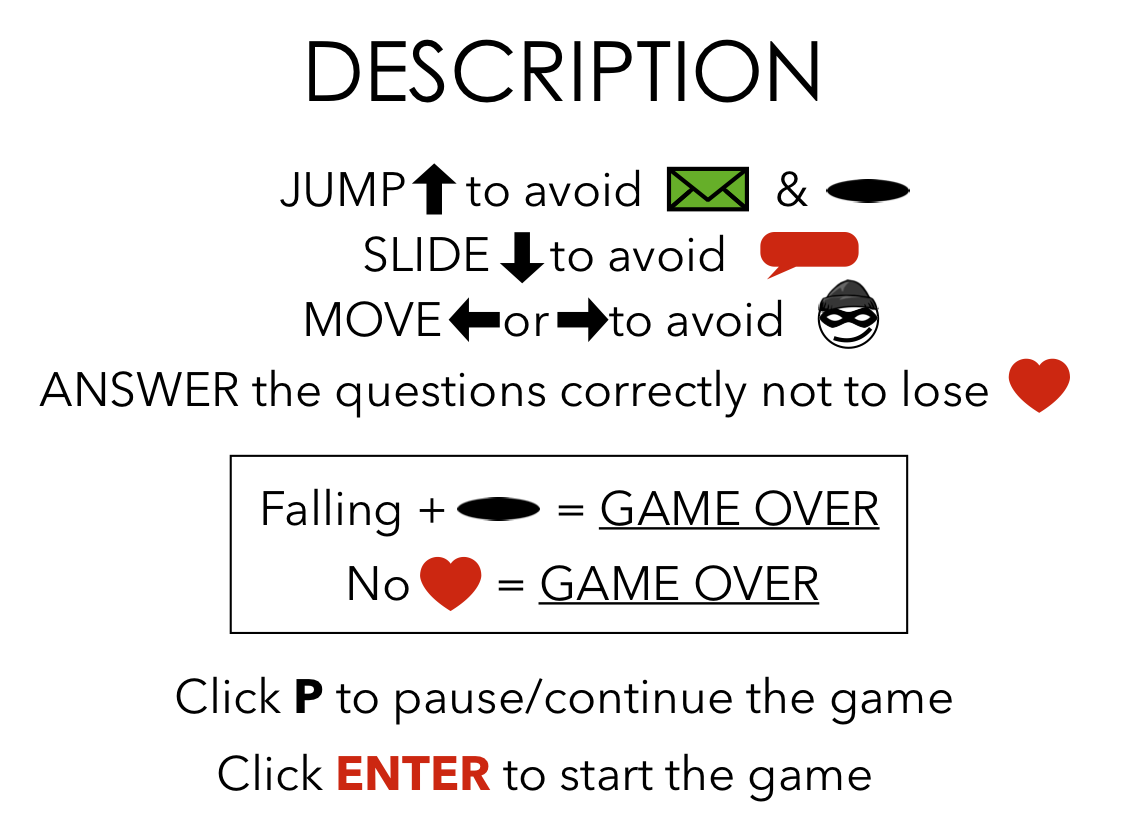 DESCRIPTION
JUMP to avoid &
SLIDE to avoid
MOVE or to avoid
ANSWER the questions correctly not to lose
Falling + = GAME OVER
No = GAME OVER
Click P to pause/continue the game
Click ENTER to start the game